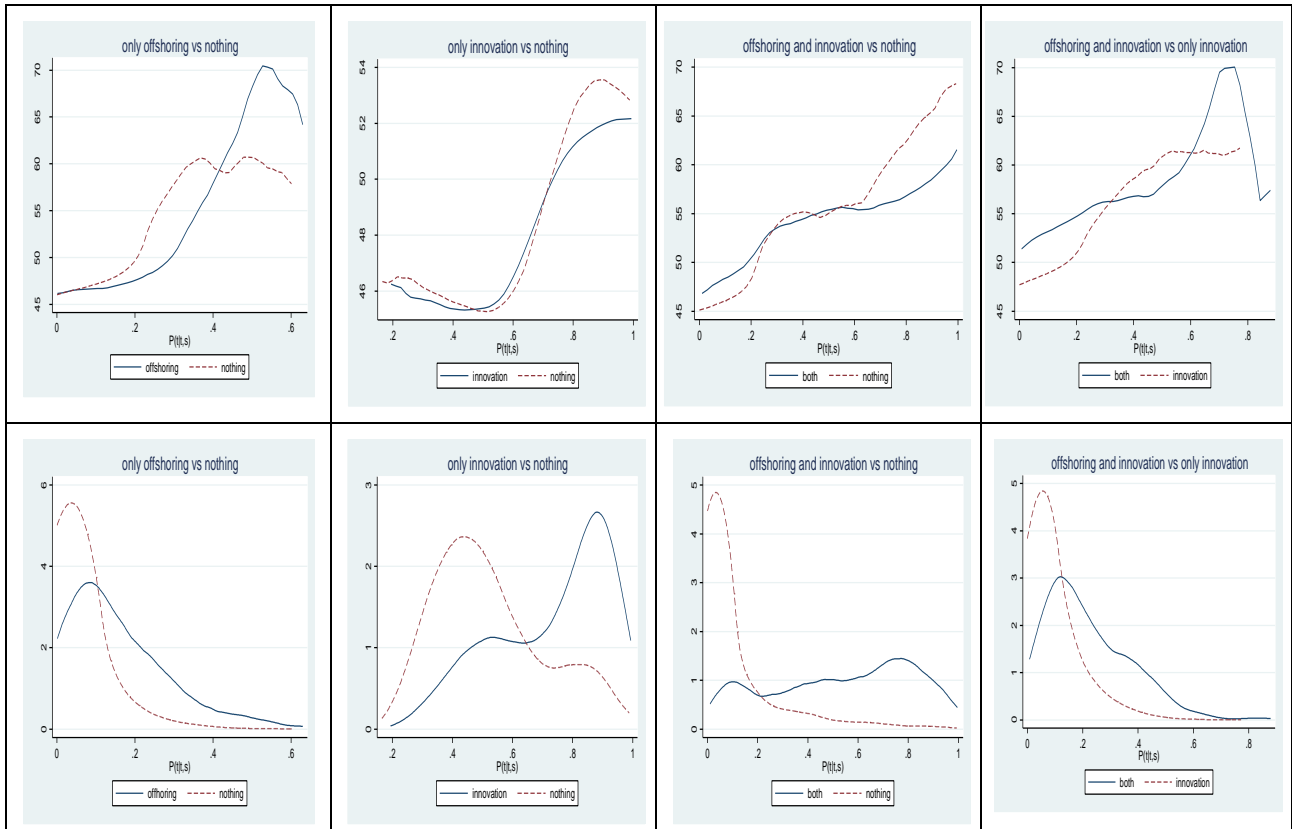 only offshoring vs nothing
70
65
60
55
50
45
0 .2 .4 .6
P(t|t,s)
offshoring nothing
only innovation vs nothing
54
52
50
48
46
.2 .4 .6 .8 1
P(t|t,s)
innovation nothing
offshoring and innovation vs nothing
70
65
60
55
50
45
0 .2 .4 .6 .8 1
P(t|t,s)
both nothing
offshoring and innovation vs only innovation
70
65
60
55
50
45
0 .2 .4 .6 .8
P(t|t,s)
both innovation
only offshoring vs nothing
6
4
2
0
0 .2 .4 .6
P(t|t,s)
offhoring nothing
only innovation vs nothing
3
2
1
0
.2 .4 .6 .8 1
P(t|t,s)
innovation nothing
offshoring and innovation vs nothing
5
4
3
2
1
0
0 .2 .4 .6 .8 1
P(t|t,s)
both nothing
offshoring and innovation vs only innovation
5
4
3
2
1
0
0 .2 .4 .6 .8
P(t|t,s)
both innovation